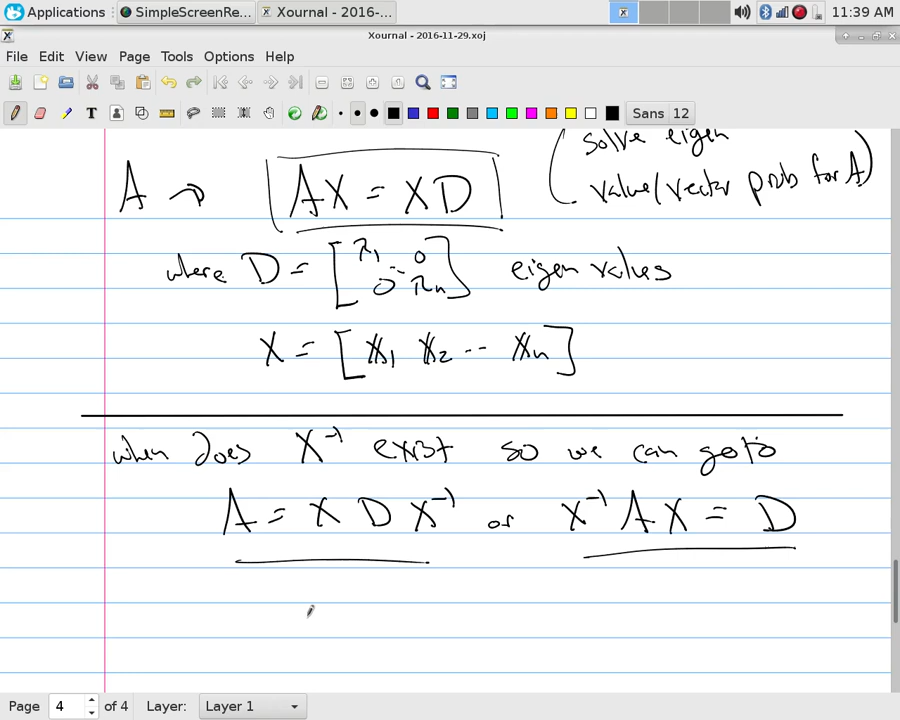 Applications SimpleScreenRe... Xournal - 2016-... 11:39 AM
Xournal - 2016-11-29.xoj
File Edit View Page Tools Options Help
Sans 12
(solve eigen
value/vector prob for A)
A → AX = XD
where D = [λ₁ 0 ⋱ 0 λₙ] eigen values
X = [𝕏₁ 𝕏₂ ... 𝕏ₙ]
when does X⁻¹ exist so we can go to
A = X D X⁻¹ or X⁻¹ A X = D
Page 4 of 4 Layer: Layer 1